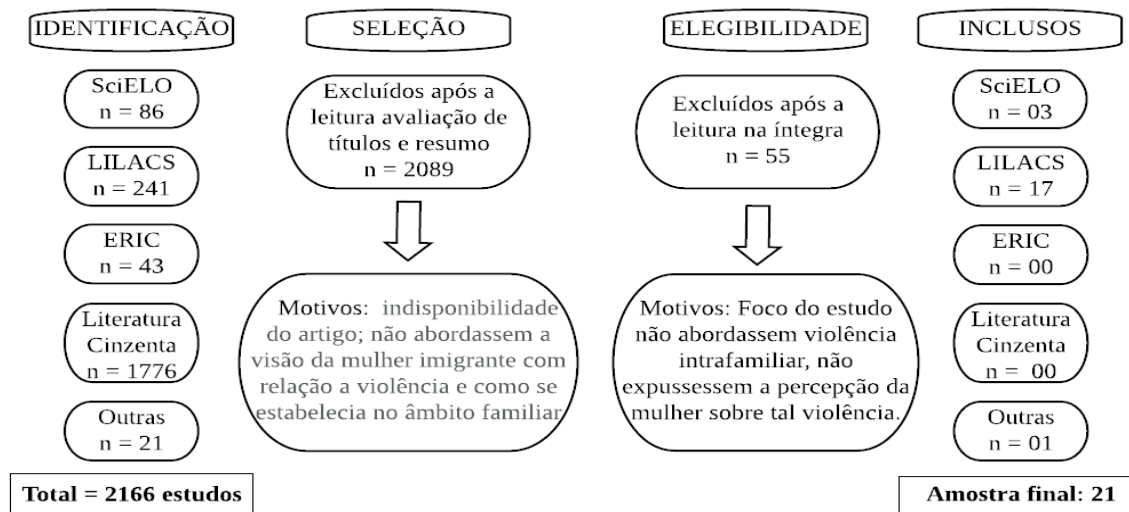 IDENTIFICAÇÃO
SciELO
n = 86
LILACS
n = 241
ERIC
n = 43
Literatura
Cinzenta
n = 1776
Outras
n = 21
Total = 2166 estudos
SELEÇÃO
Excluídos após a
leitura avaliação de
títulos e resumo
n = 2089
Motivos: indisponibilidade
do artigo; não abordassem a
visão da mulher imigrante com
relação a violência e como se
estabelecia no âmbito familiar
ELEGIBILIDADE
Excluídos após a
leitura na íntegra
n = 55
Motivos: Foco do estudo
não abordassem violência
intrafamiliar, não
expussessem a percepção da
mulher sobre tal violência.
INCLUSOS
SciELO
n = 03
LILACS
n = 17
ERIC
n = 00
Literatura
Cinzenta
n = 00
Outras
n = 01
Amostra final: 21